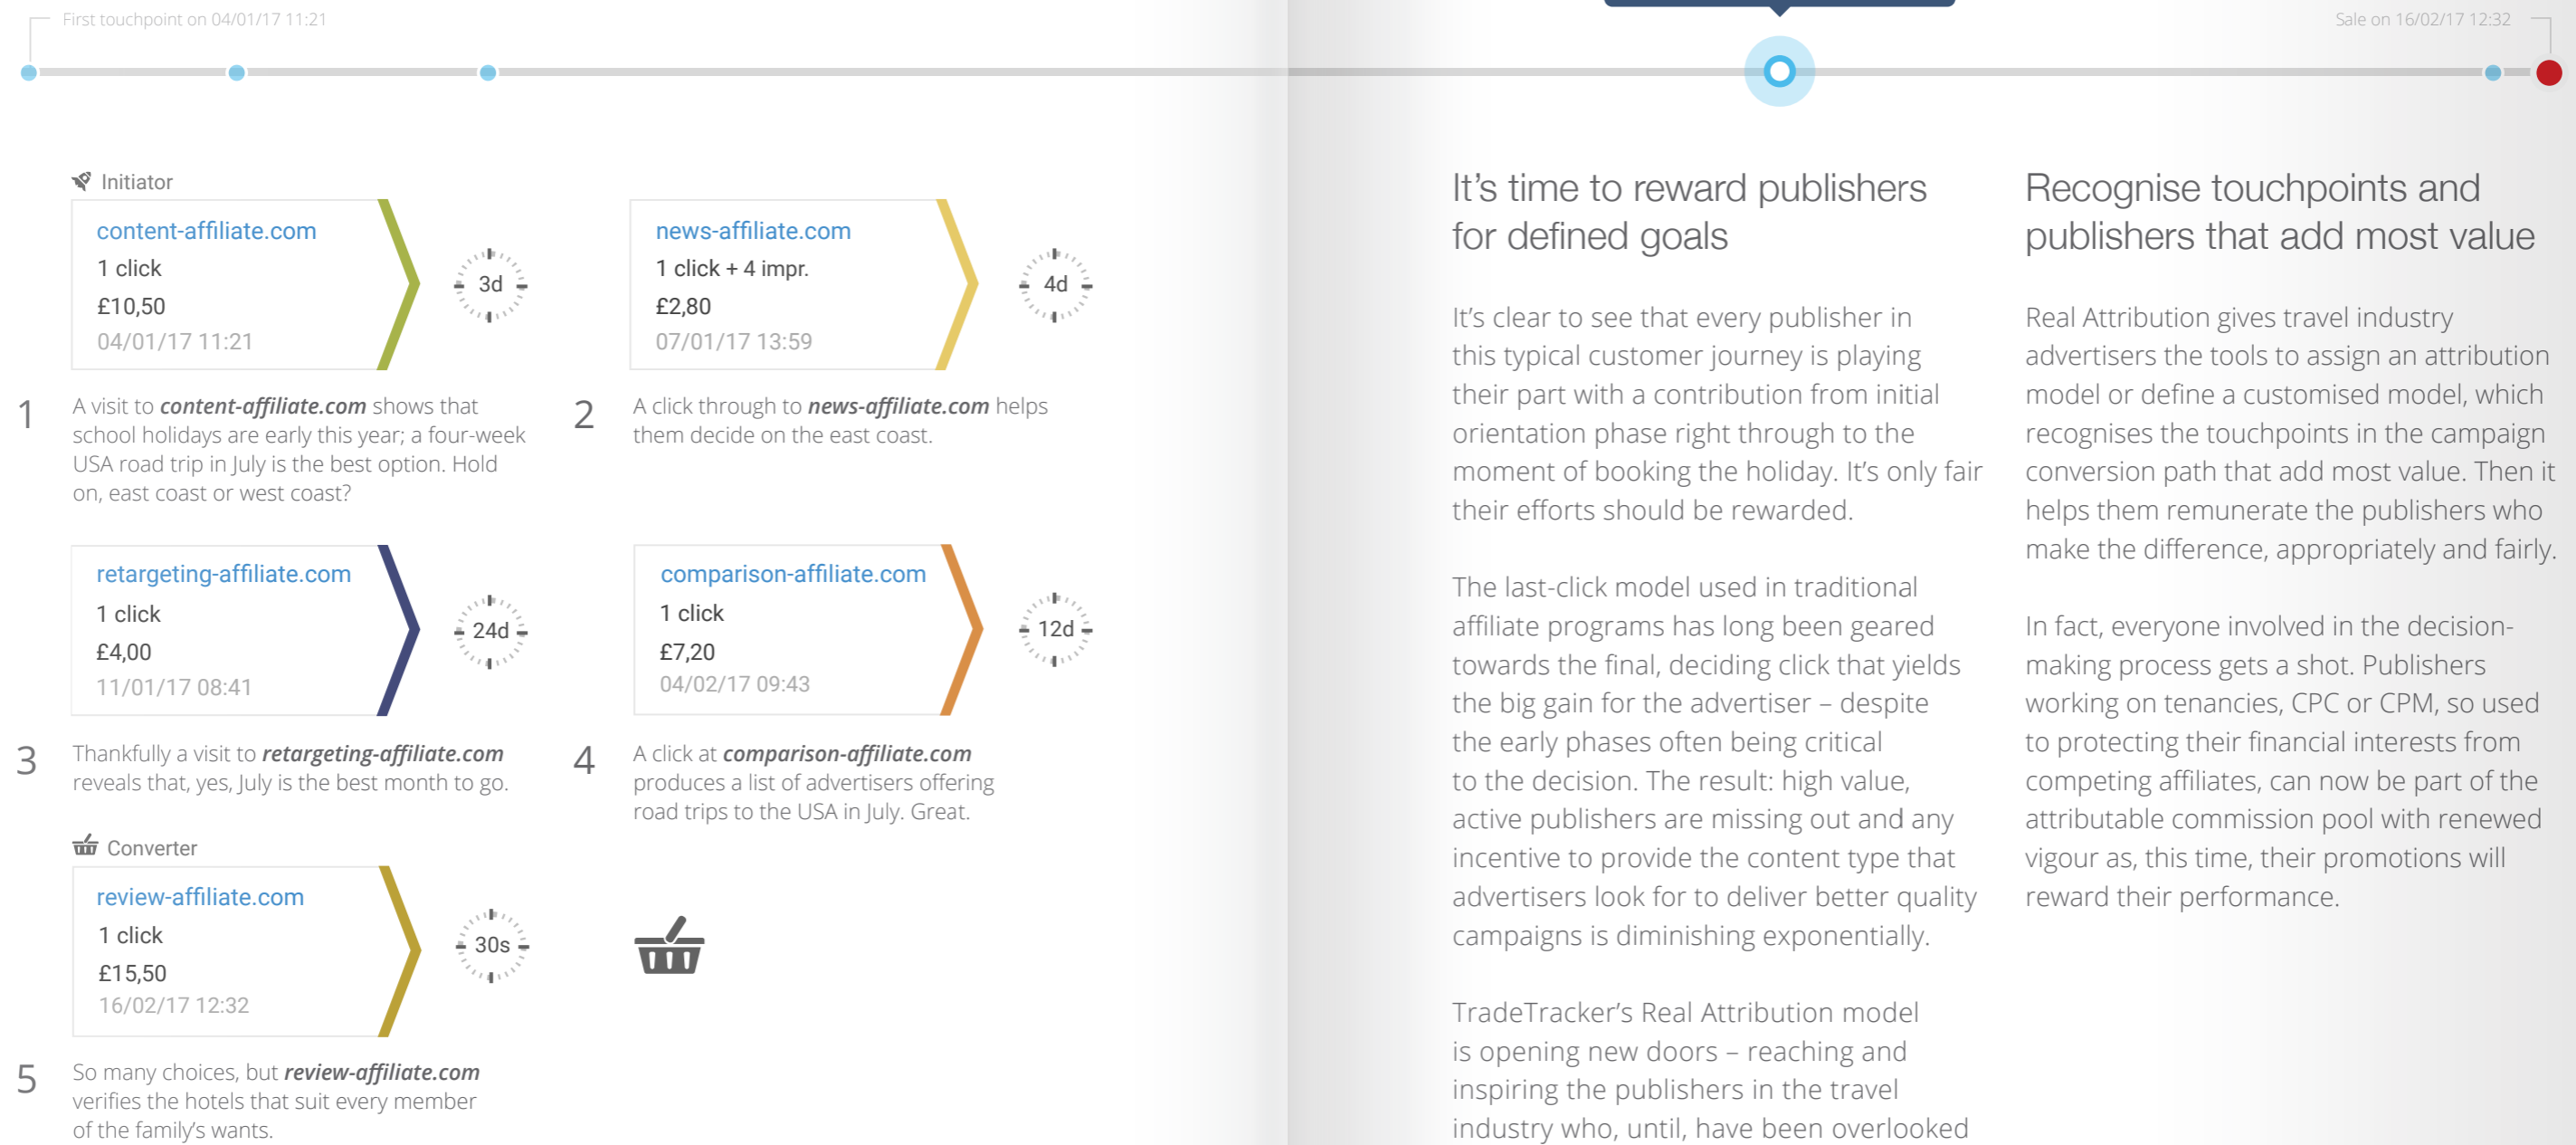 First touchpoint on 04/01/17 11:21
Sale on 16/02/17 12:32
Initiator
content-affiliate.com
1 click
£10,50
04/01/17 11:21
3d
1
A visit to content-affiliate.com shows that
school holidays are early this year; a four-week
USA road trip in July is the best option. Hold
on, east coast or west coast?
news-affiliate.com
1 click + 4 impr.
£2,80
07/01/17 13:59
4d
2
A click through to news-affiliate.com helps
them decide on the east coast.
retargeting-affiliate.com
1 click
£4,00
11/01/17 08:41
24d
3
Thankfully a visit to retargeting-affiliate.com
reveals that, yes, July is the best month to go.
comparison-affiliate.com
1 click
£7,20
04/02/17 09:43
12d
4
A click at comparison-affiliate.com
produces a list of advertisers offering
road trips to the USA in July. Great.
Converter
review-affiliate.com
1 click
£15,50
16/02/17 12:32
30s
5
So many choices, but review-affiliate.com
verifies the hotels that suit every member
of the family's wants.
It's time to reward publishers
for defined goals
It's clear to see that every publisher in
this typical customer journey is playing
their part with a contribution from initial
orientation phase right through to the
moment of booking the holiday. It's only fair
their efforts should be rewarded.
The last-click model used in traditional
affiliate programs has long been geared
towards the final, deciding click that yields
the big gain for the advertiser – despite
the early phases often being critical
to the decision. The result: high value,
active publishers are missing out and any
incentive to provide the content type that
advertisers look for to deliver better quality
campaigns is diminishing exponentially.
TradeTracker's Real Attribution model
is opening new doors – reaching and
inspiring the publishers in the travel
industry who, until, have been overlooked
Recognise touchpoints and
publishers that add most value
Real Attribution gives travel industry
advertisers the tools to assign an attribution
model or define a customised model, which
recognises the touchpoints in the campaign
conversion path that add most value. Then it
helps them remunerate the publishers who
make the difference, appropriately and fairly.
In fact, everyone involved in the decision-
making process gets a shot. Publishers
working on tenancies, CPC or CPM, so used
to protecting their financial interests from
competing affiliates, can now be part of the
attributable commission pool with renewed
vigour as, this time, their promotions will
reward their performance.